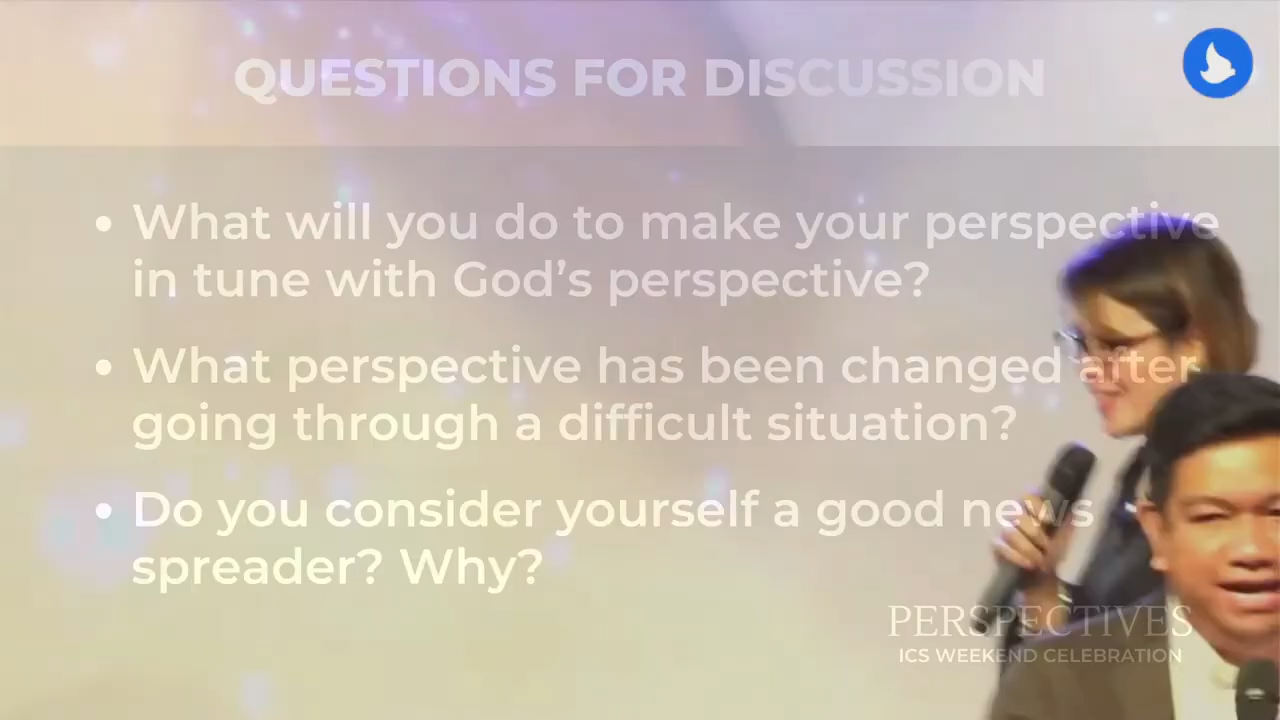 QUESTIONS FOR DISCUSSION
• What will you do to make your perspective
in tune with God’s perspective?
• What perspective has been changed after
going through a difficult situation?
• Do you consider yourself a good news
spreader? Why?
PERSPECTIVES
ICS WEEKEND CELEBRATION